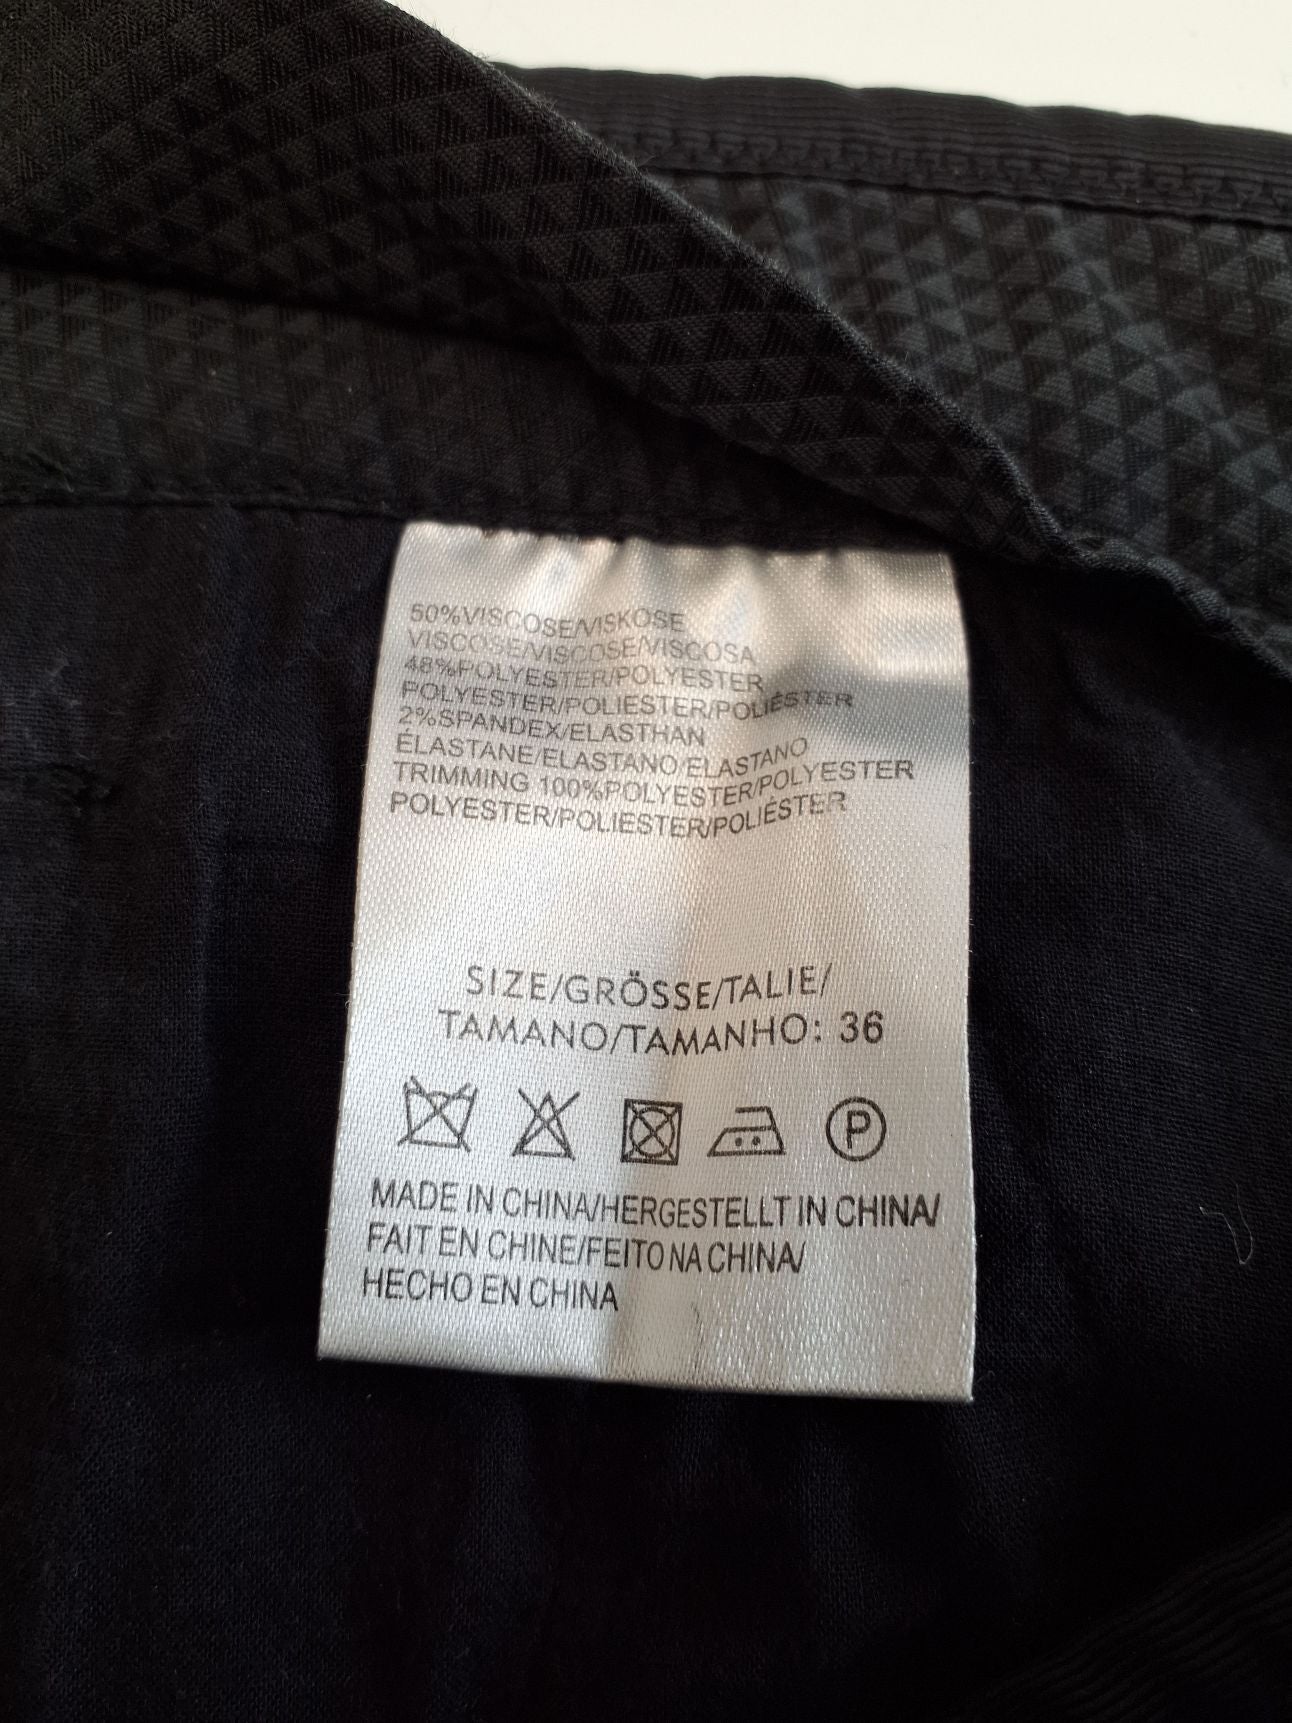 50%VISCOSE/VISKOSE
VISCOSE/VISCOSE/VISCOSA
48%POLYESTER/POLYESTER
POLYESTER/POLIESTER/POLIÉSTER
2%SPANDEX/ELASTHAN
ÉLASTANE/ELASTANO/ELASTANO
TRIMMING 100%POLYESTER/POLYESTER
POLYESTER/POLIESTER/POLIÉSTER
SIZE/GRÖSSE/TALIE/
TAMANO/TAMANHO: 36
P
MADE IN CHINA/HERGESTELLT IN CHINA/
FAIT EN CHINE/FEITO NA CHINA/
HECHO EN CHINA